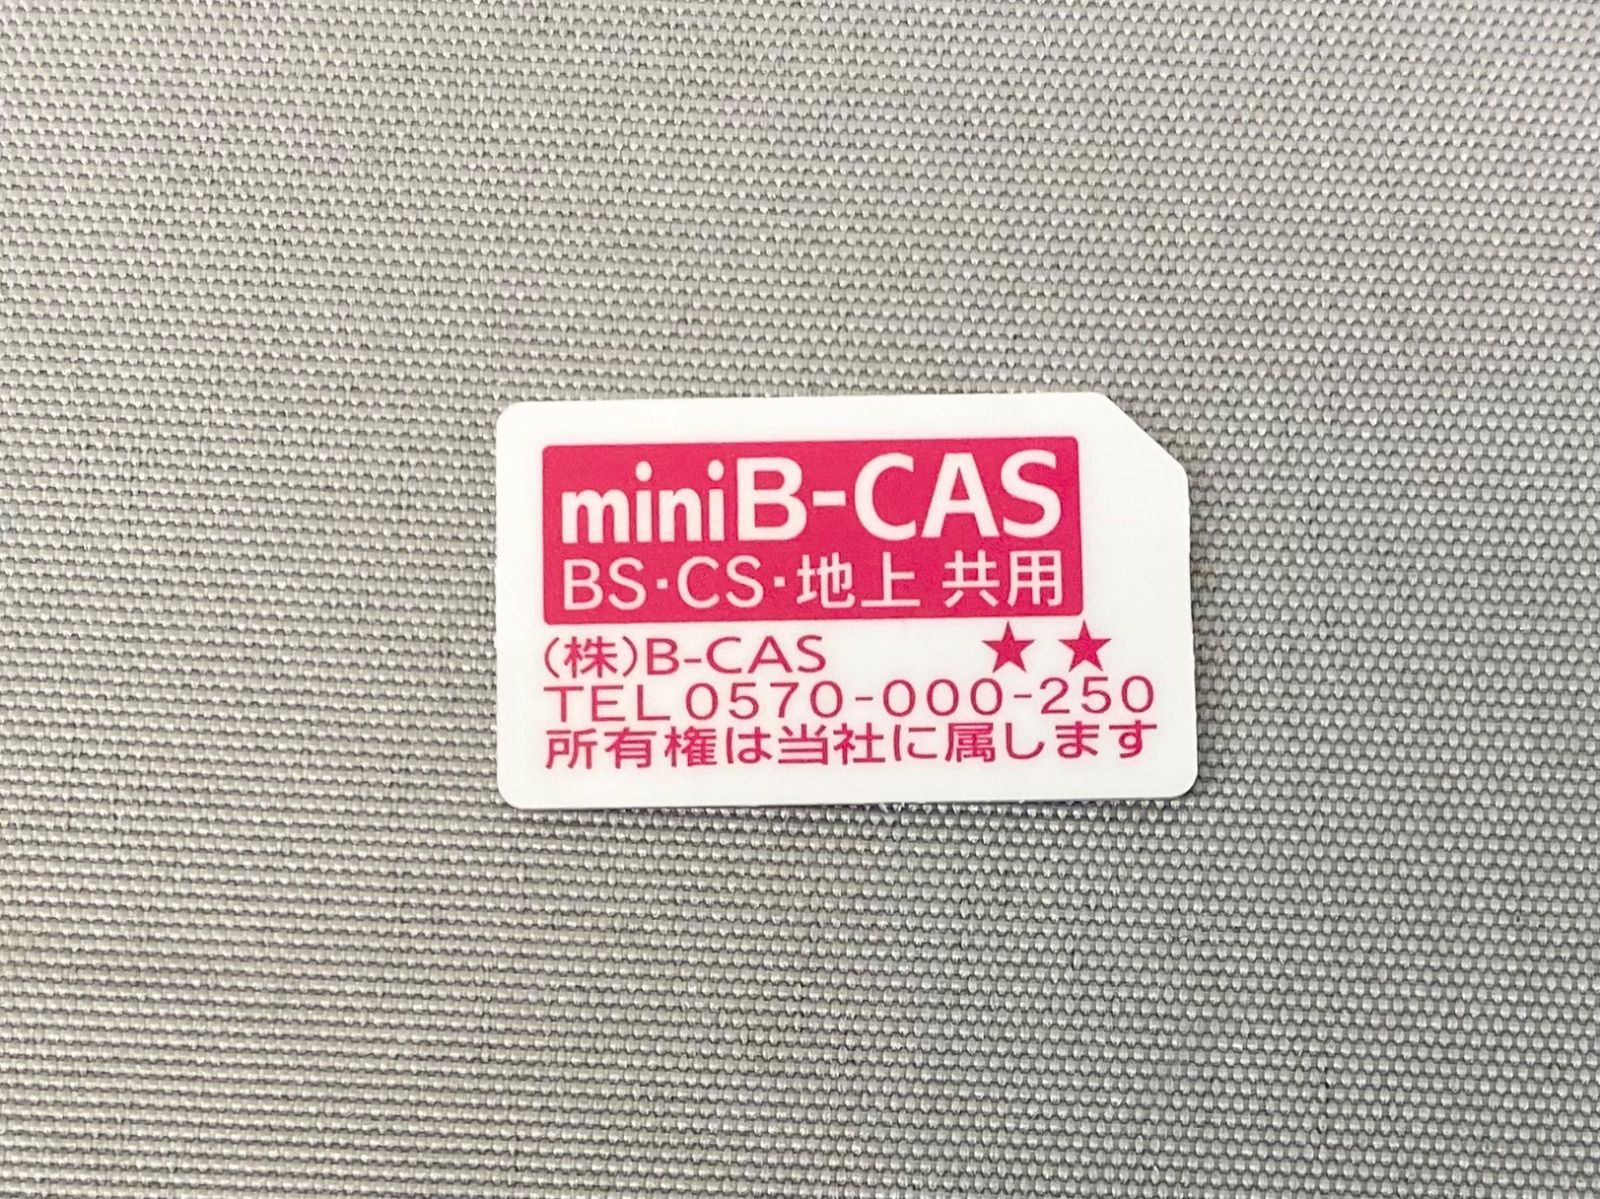 miniB-CAS
BS・CS・地上 共用
(株)B-CAS ★★
TEL 0570-000-250
所有権は当社に属します